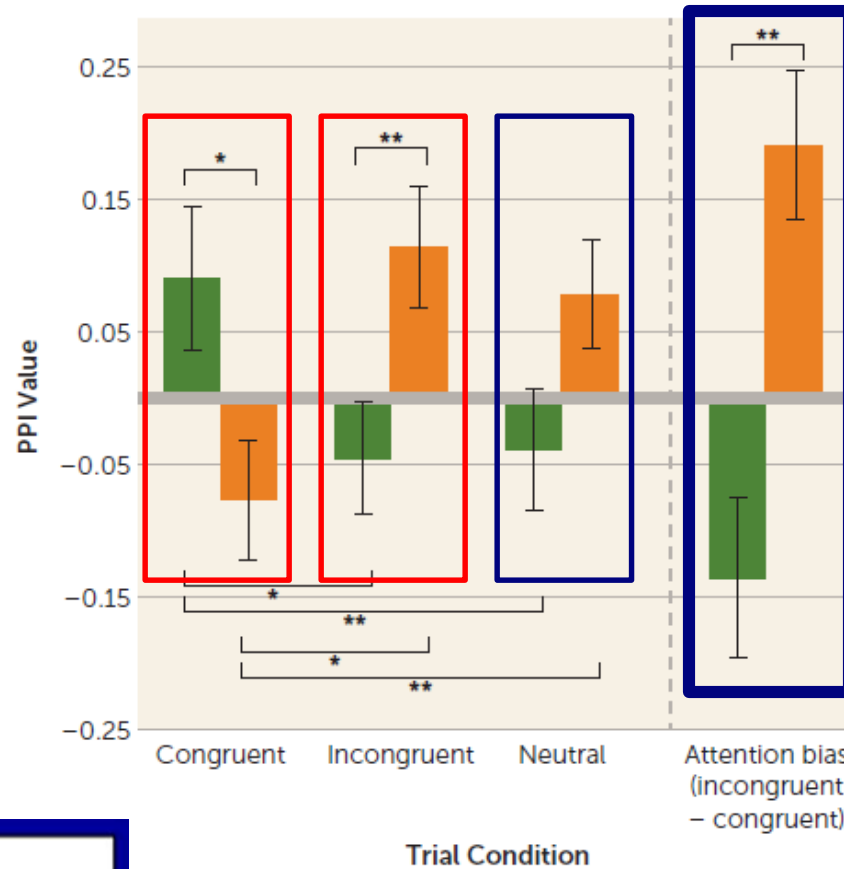 **
0.25
**
*
0.15
0.05
PPI Value
−0.05
−0.15
*
**
*
**
−0.25
Congruent Incongruent Neutral Attention bias
(incongruent
− congruent)
Trial Condition